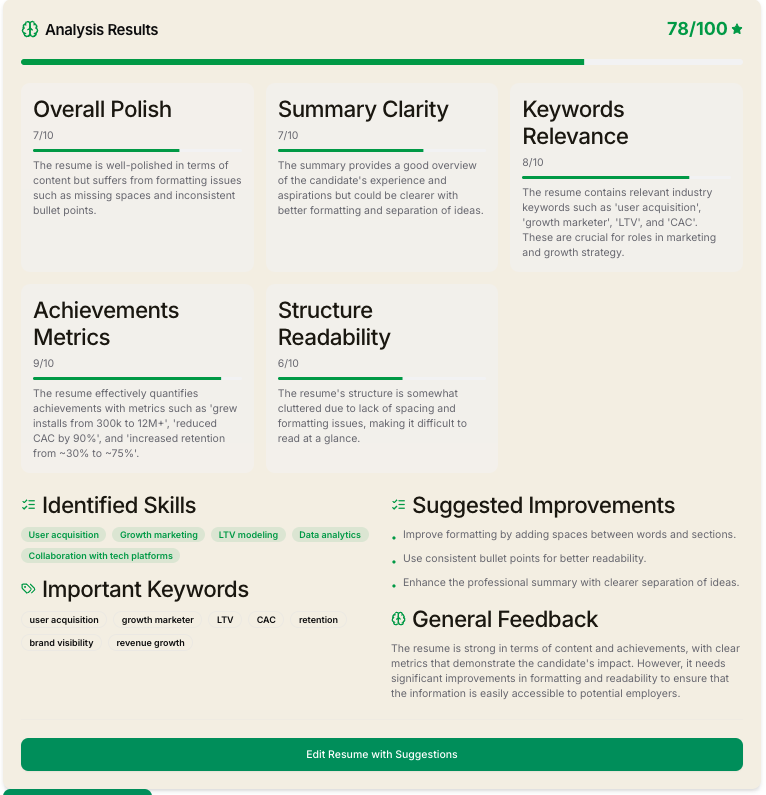 Analysis Results
78/100
Overall Polish
7/10
The resume is well-polished in terms of
content but suffers from formatting issues
such as missing spaces and inconsistent
bullet points.
Summary Clarity
7/10
The summary provides a good overview
of the candidate's experience and
aspirations but could be clearer with
better formatting and separation of ideas.
Keywords
Relevance
8/10
The resume contains relevant industry
keywords such as 'user acquisition',
'growth marketer', 'LTV', and 'CAC'.
These are crucial for roles in marketing
and growth strategy.
Achievements
Metrics
9/10
The resume effectively quantifies
achievements with metrics such as 'grew
installs from 300k to 12M+', 'reduced
CAC by 90%', and 'increased retention
from ~30% to ~75%'.
Structure
Readability
6/10
The resume's structure is somewhat
cluttered due to lack of spacing and
formatting issues, making it difficult to
read at a glance.
Identified Skills
User acquisition Growth marketing LTV modeling Data analytics
Collaboration with tech platforms
Important Keywords
user acquisition growth marketer LTV CAC retention
brand visibility revenue growth
Suggested Improvements
• Improve formatting by adding spaces between words and sections.
• Use consistent bullet points for better readability.
• Enhance the professional summary with clearer separation of ideas.
General Feedback
The resume is strong in terms of content and achievements, with clear
metrics that demonstrate the candidate's impact. However, it needs
significant improvements in formatting and readability to ensure that
the information is easily accessible to potential employers.
Edit Resume with Suggestions